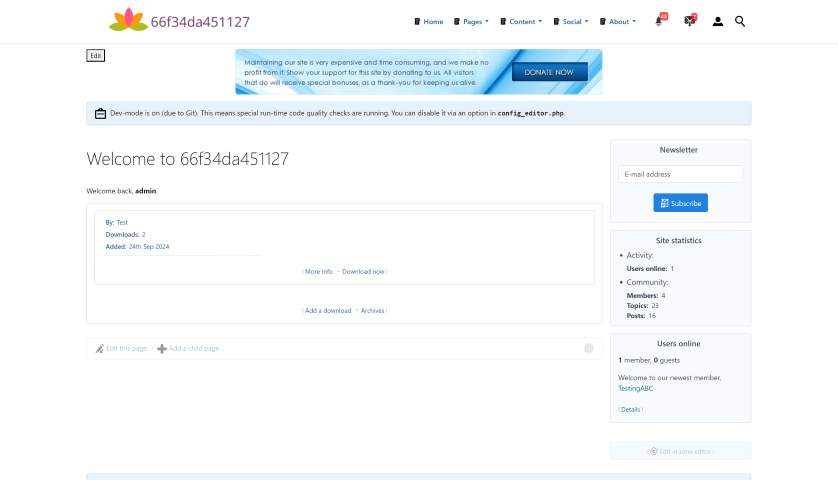 66f34da451127
Home
Pages
Content
Social
About
Edit
Maintaining our site is very expensive and time consuming, and we make no
profit from it. Show your support for this site by donating to us. All visitors
that do will receive special bonuses, as a thank-you for keeping us alive.
DONATE NOW
Dev-mode is on (due to Git). This means special run-time code quality checks are running. You can disable it via an option in config_editor.php.
Welcome to 66f34da451127
Welcome back, admin.
By: Test
Downloads: 2
Added: 24th Sep 2024
More info
Download now
Add a download
Archives
Edit this page
Add a child page
Newsletter
E-mail address
Subscribe
Site statistics
Activity:
Users online: 1
Community:
Members: 4
Topics: 23
Posts: 16
Users online
1 member, 0 guests
Welcome to our newest member,
TestingABC
Details
Edit in zone editor